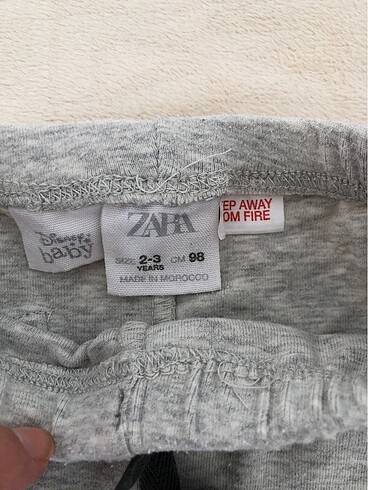 Disney
baby
ZARA
SIZE 2-3 CM 98
YEARS
MADE IN MOROCCO
EP AWAY
OM FIRE